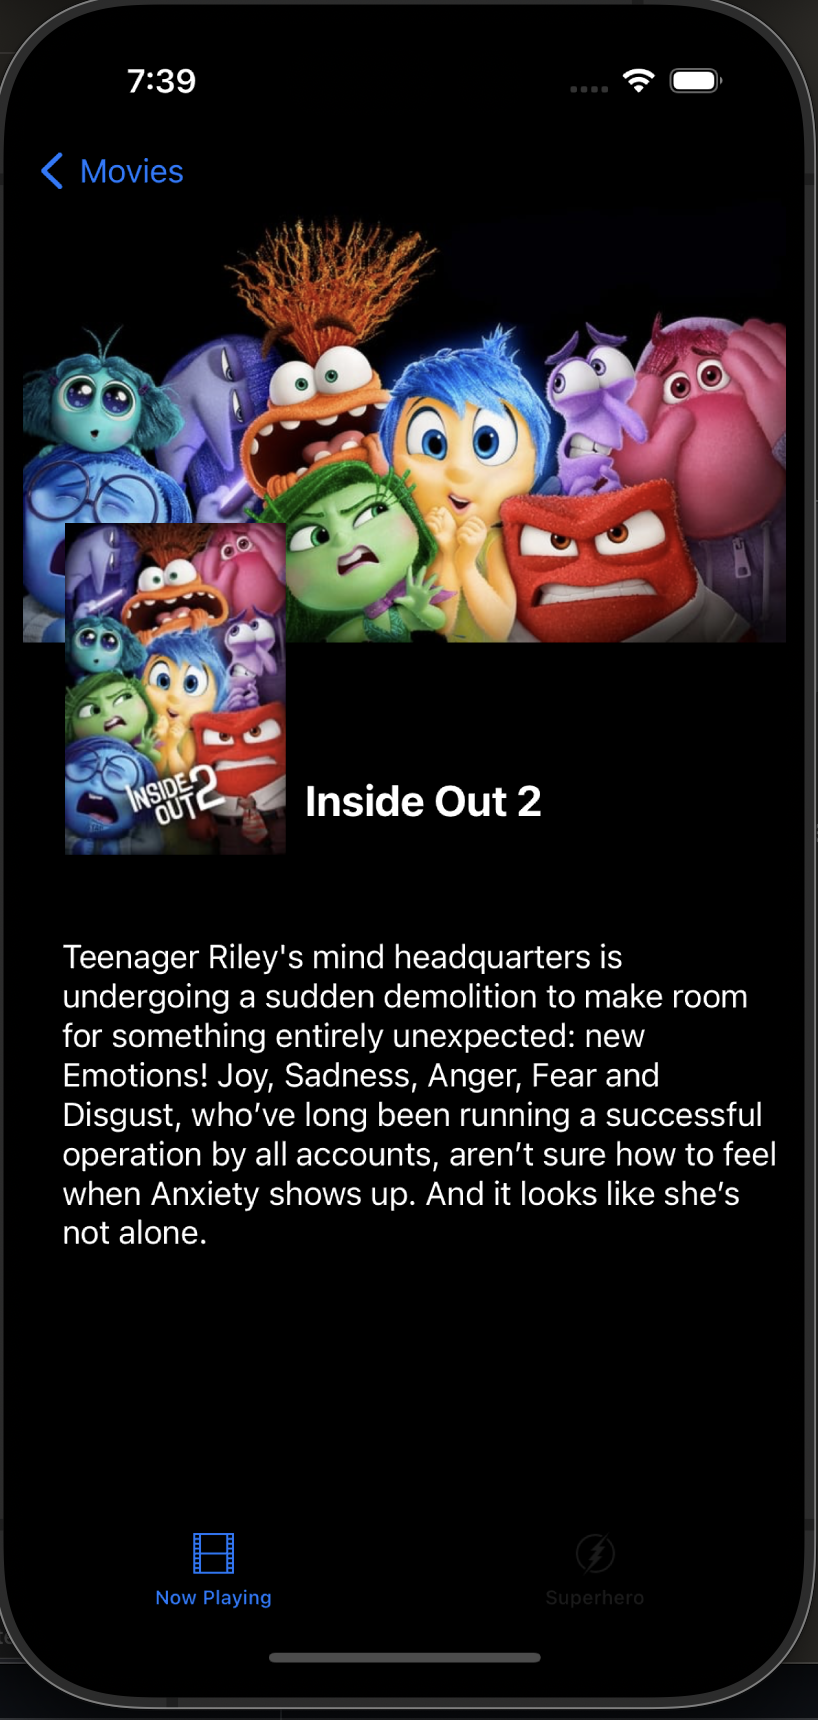 7:39
Movies
INSIDE
OUT 2
Inside Out 2
Teenager Riley's mind headquarters is
undergoing a sudden demolition to make room
for something entirely unexpected: new
Emotions! Joy, Sadness, Anger, Fear and
Disgust, who’ve long been running a successful
operation by all accounts, aren’t sure how to feel
when Anxiety shows up. And it looks like she’s
not alone.
Now Playing
Superhero